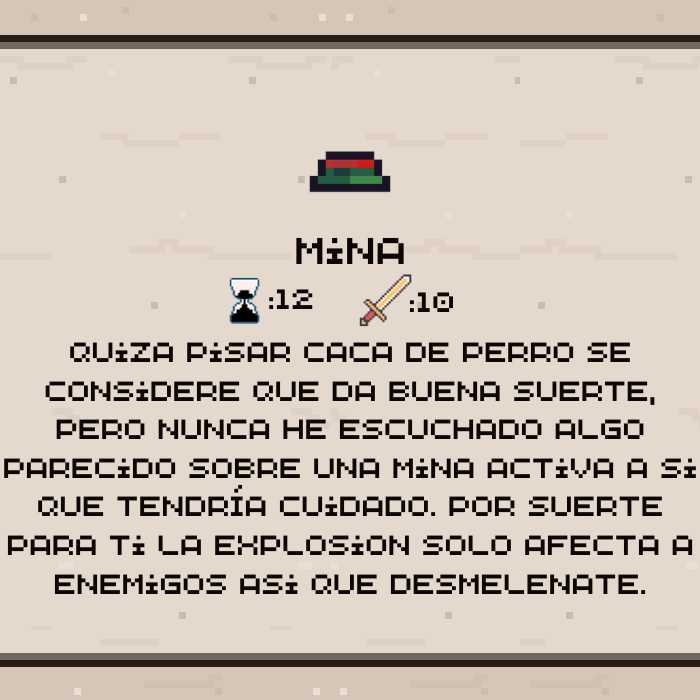 MiNA
:12 :10
QUiZA PiSAR CACA DE PERRO SE
CONSiDERE QUE DA BUENA SUERTE,
PERO NUNCA HE ESCUCHADO ALGO
PARECiDO SOBRE UNA MiNA ACTiVA A Si
QUE TENDRÍA CUiDADO. POR SUERTE
PARA Ti LA EXPLOSiON SOLO AFECTA A
ENEMiGOS ASi QUE DESMELENATE.